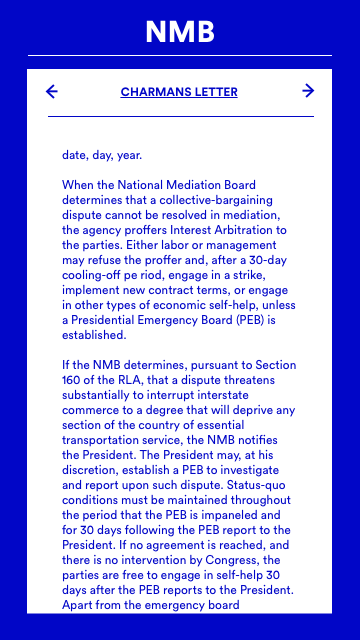 NMB
CHARMANS LETTER
date, day, year.
When the National Mediation Board
determines that a collective-bargaining
dispute cannot be resolved in mediation,
the agency proffers Interest Arbitration to
the parties. Either labor or management
may refuse the proffer and, after a 30-day
cooling-off pe riod, engage in a strike,
implement new contract terms, or engage
in other types of economic self-help, unless
a Presidential Emergency Board (PEB) is
established.
If the NMB determines, pursuant to Section
160 of the RLA, that a dispute threatens
substantially to interrupt interstate
commerce to a degree that will deprive any
section of the country of essential
transportation service, the NMB notifies
the President. The President may, at his
discretion, establish a PEB to investigate
and report upon such dispute. Status-quo
conditions must be maintained throughout
the period that the PEB is impaneled and
for 30 days following the PEB report to the
President. If no agreement is reached, and
there is no intervention by Congress, the
parties are free to engage in self-help 30
days after the PEB reports to the President.
Apart from the emergency board